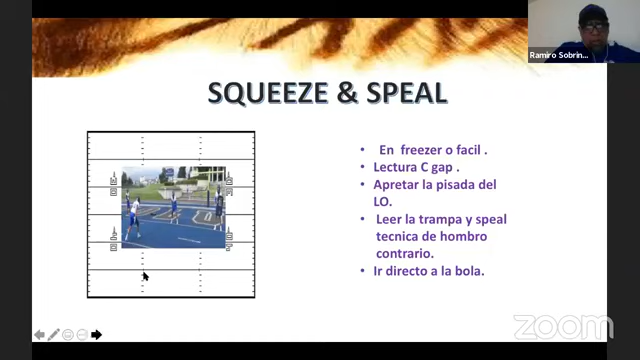 Ramiro Sobrin...
SQUEEZE & SPEAL
• En freezer o facil .
• Lectura C gap .
• Apretar la pisada del
LO.
• Leer la trampa y speal
tecnica de hombro
contrario.
• Ir directo a la bola.
zoom